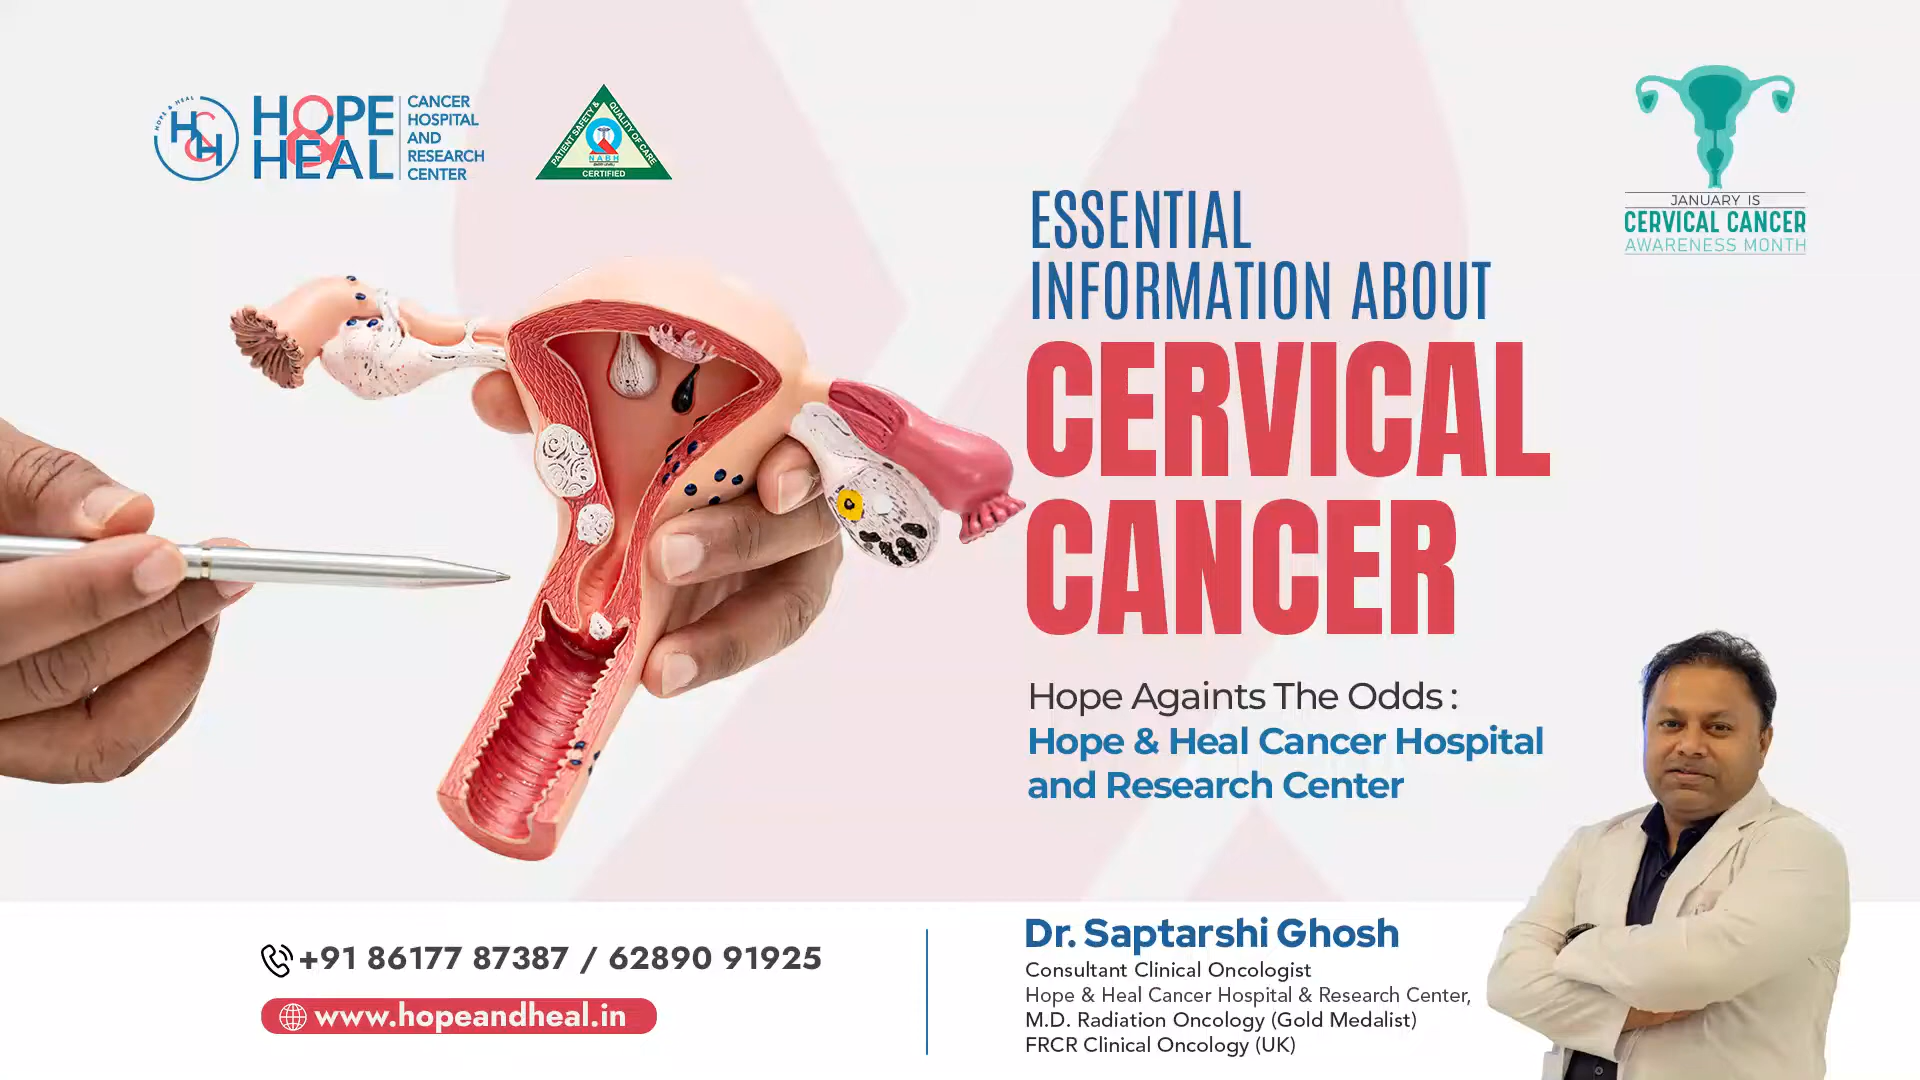 HOPE & HEAL
HCH
HOPE
&
HEAL
CANCER
HOSPITAL
AND
RESEARCH
CENTER
PATIENT SAFETY & QUALITY OF CARE
NABH
CERTIFIED
JANUARY IS
CERVICAL CANCER
AWARENESS MONTH
ESSENTIAL
INFORMATION ABOUT
CERVICAL
CANCER
Hope Againts The Odds :
Hope & Heal Cancer Hospital
and Research Center
+91 86177 87387 / 62890 91925
www.hopeandheal.in
Dr. Saptarshi Ghosh
Consultant Clinical Oncologist
Hope & Heal Cancer Hospital & Research Center,
M.D. Radiation Oncology (Gold Medalist)
FRCR Clinical Oncology (UK)